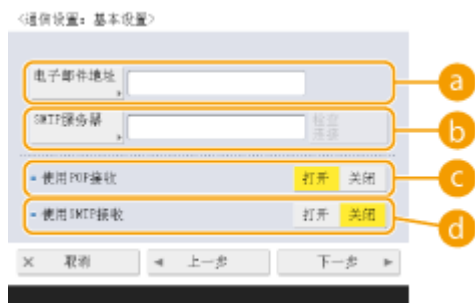 <通信设置：基本设置>
电子邮件地址
a
SMTP服务器
检查
连接
b
使用POP接收
打开
关闭
c
使用SMTP接收
打开
关闭
d
× 取消
◄ 上一步
下一步 ►